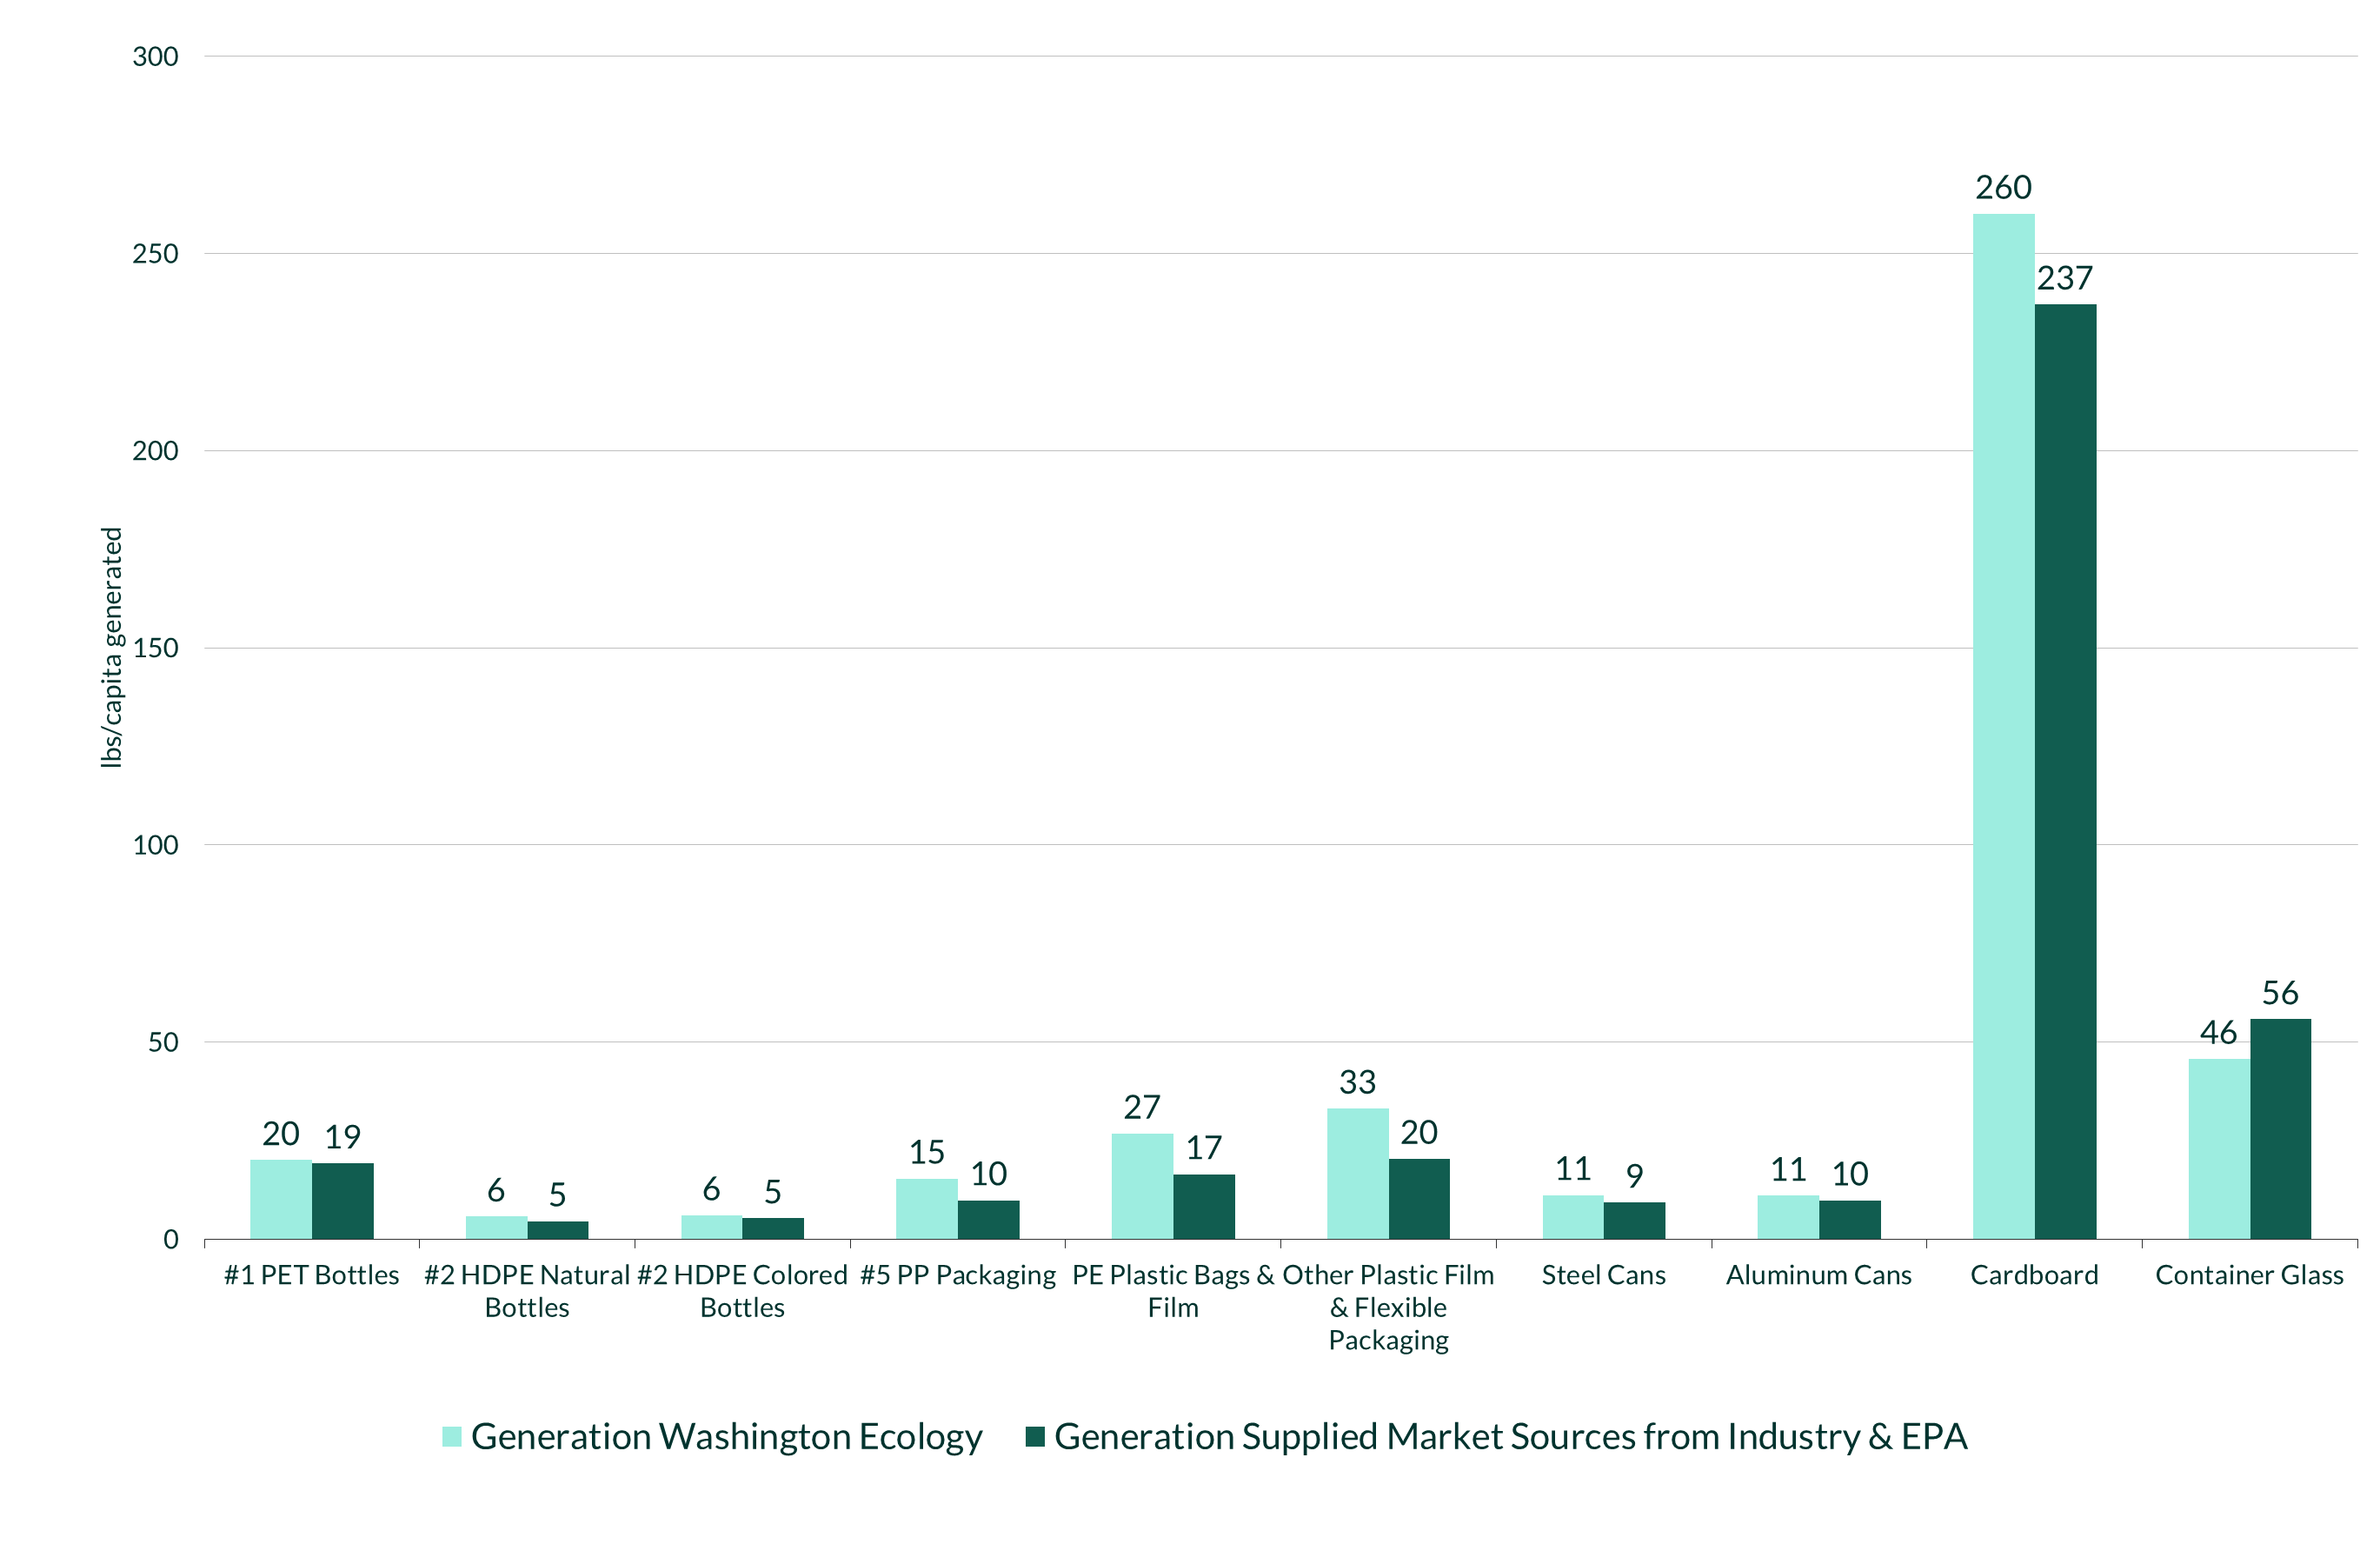 300
250
200
150
100
50
0
lbs/capita generated
20 19
6 5
6 5
15 10
27 17
33 20
11 9
11 10
260 237
46 56
#1 PET Bottles
#2 HDPE Natural
Bottles
#2 HDPE Colored
Bottles
#5 PP Packaging
PE Plastic Bags &
Film
Other Plastic Film
& Flexible
Packaging
Steel Cans
Aluminum Cans
Cardboard
Container Glass
Generation Washington Ecology
Generation Supplied Market Sources from Industry & EPA